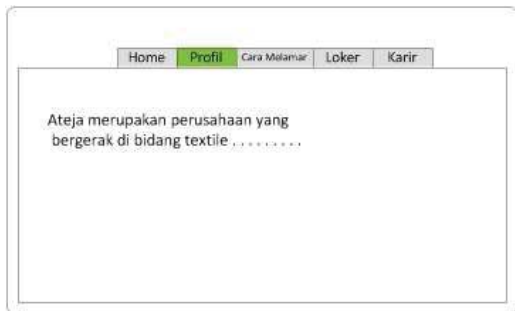 Home Profil Cara Melamar Loker Karir
Ateja merupakan perusahaan yang
bergerak di bidang textile . . . . . . . . .